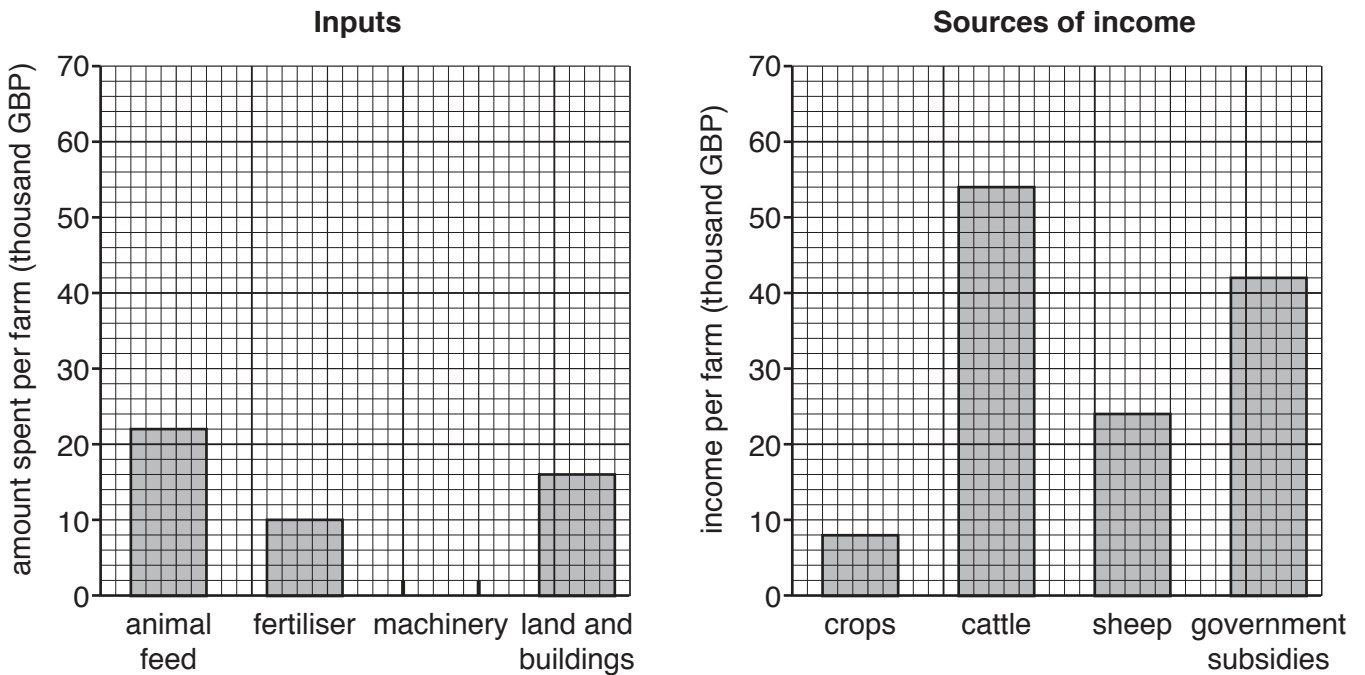 Inputs
amount spent per farm (thousand GBP)
70
60
50
40
30
20
10
0
animal
feed
fertiliser
machinery
land and
buildings
Sources of income
income per farm (thousand GBP)
70
60
50
40
30
20
10
0
crops
cattle
sheep
government
subsidies